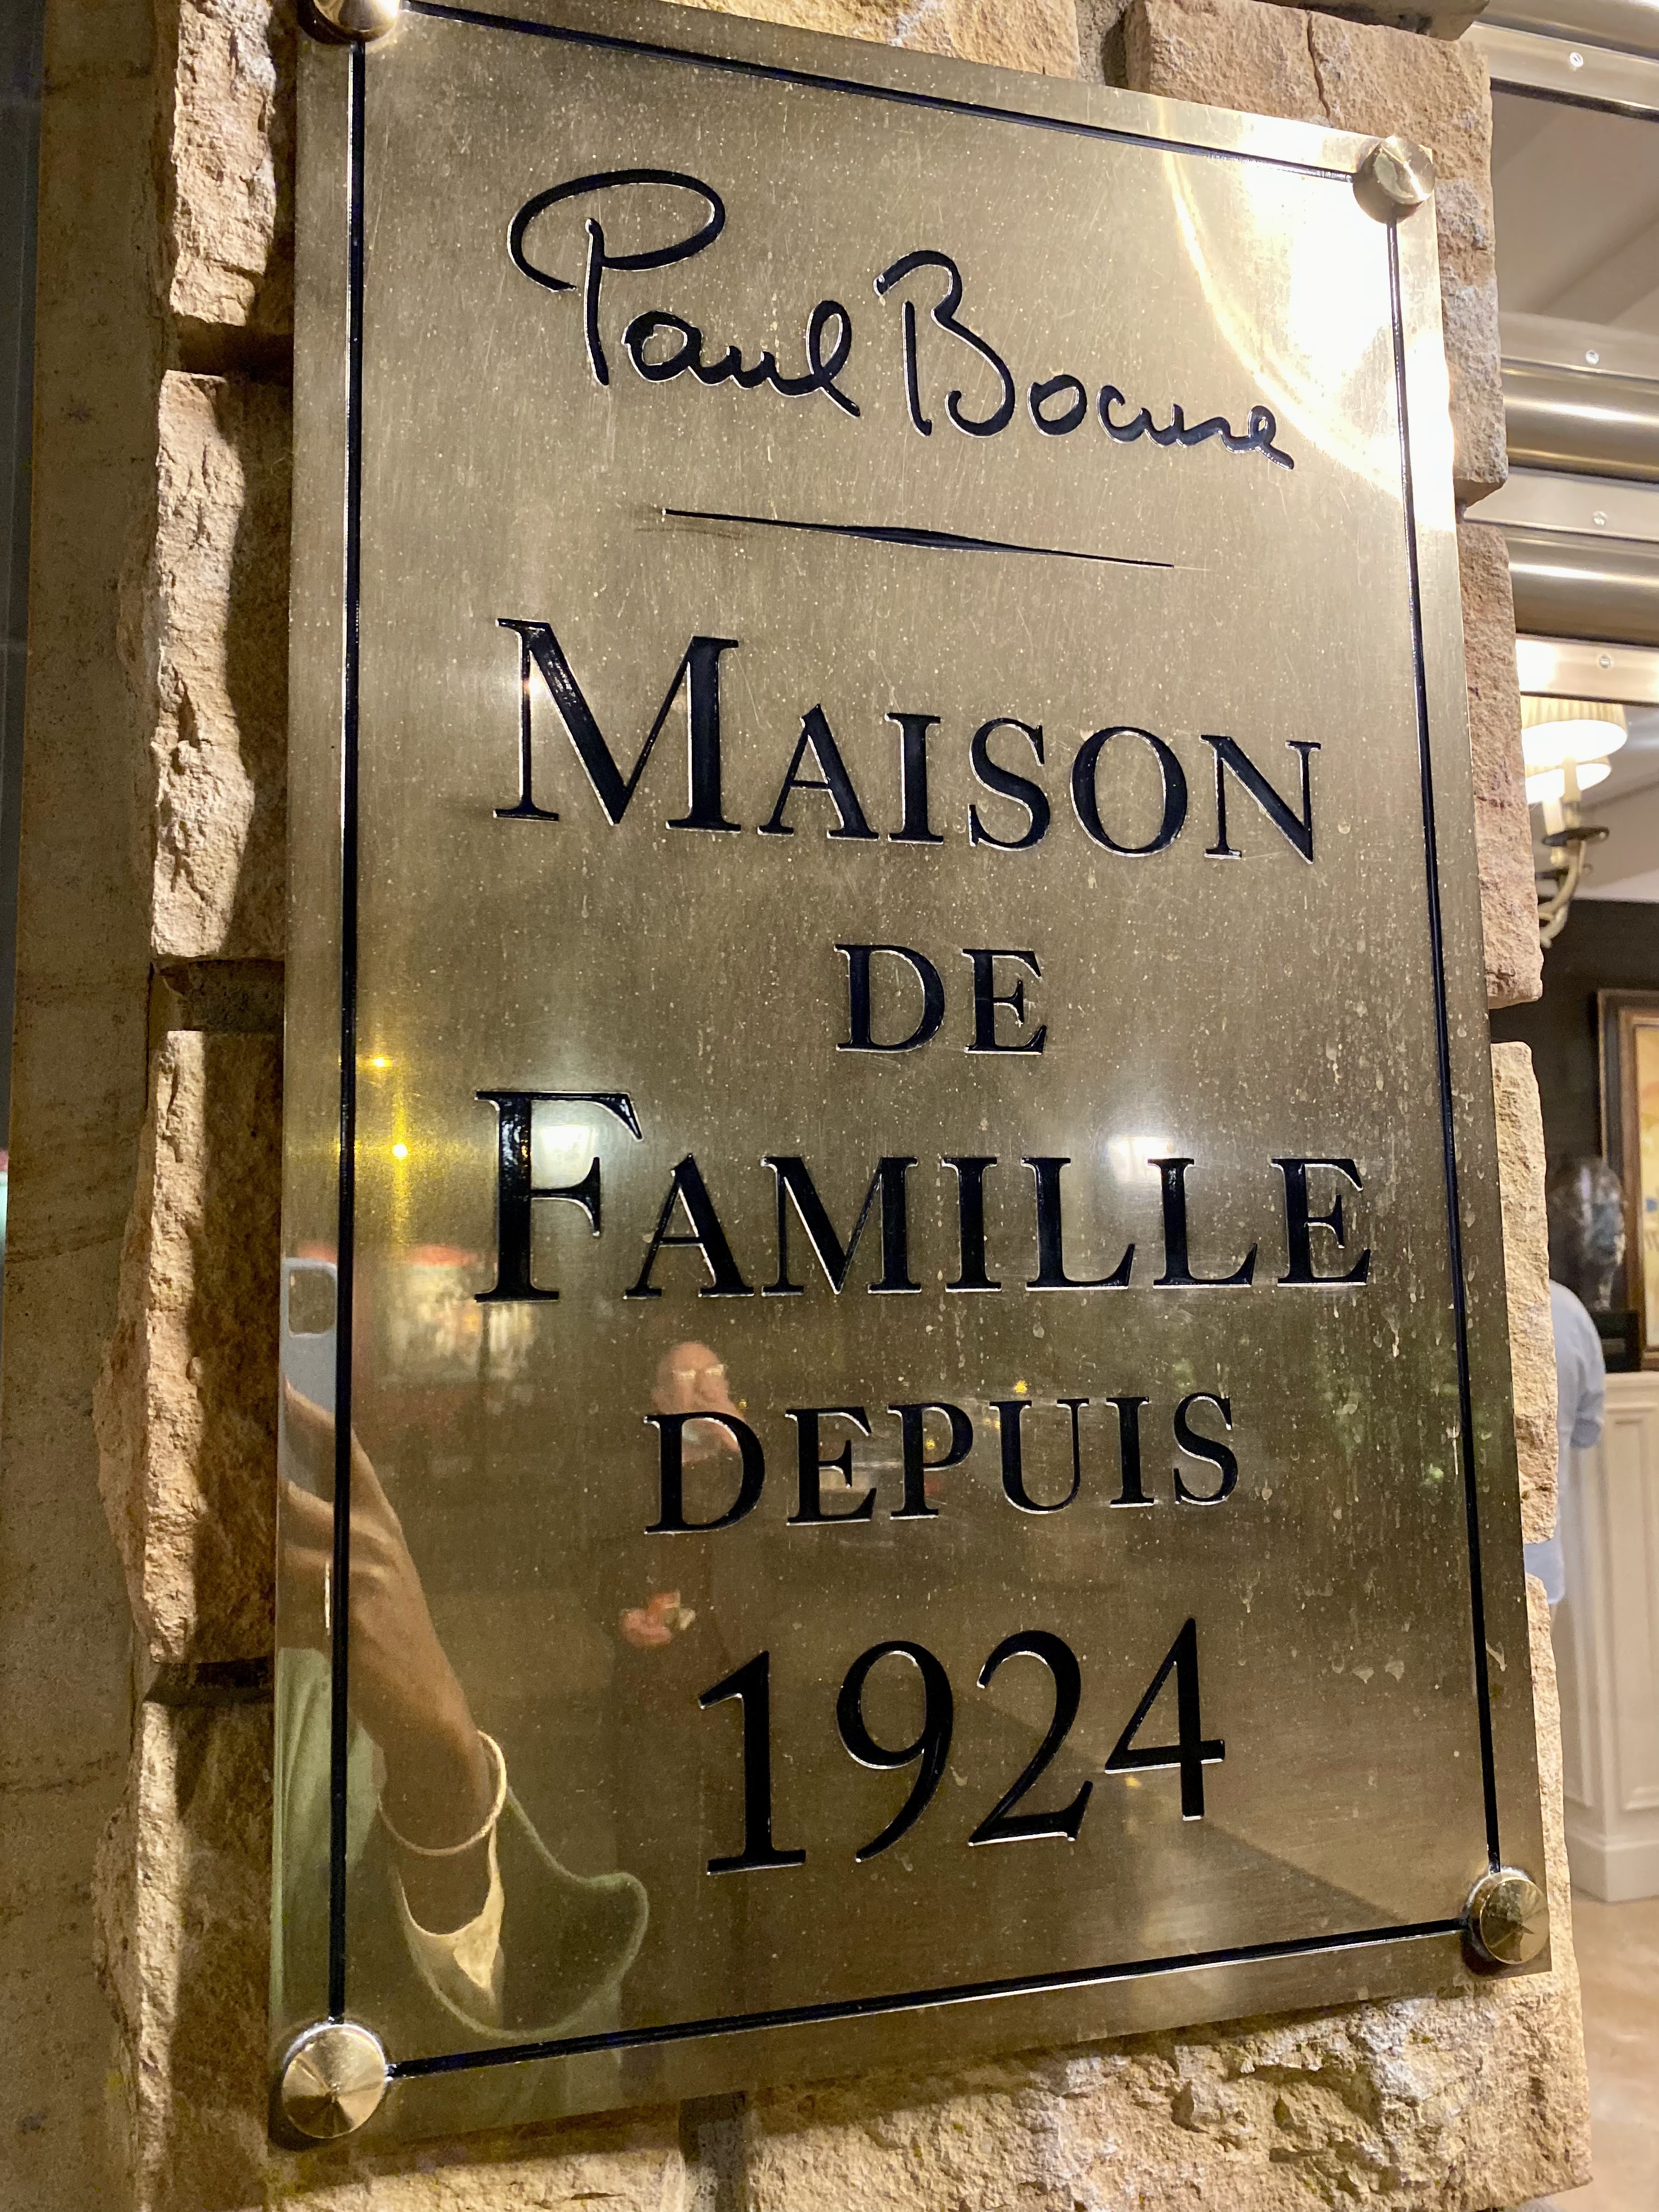 Paul Bocuse
MAISON
DE
FAMILLE
DEPUIS
1924